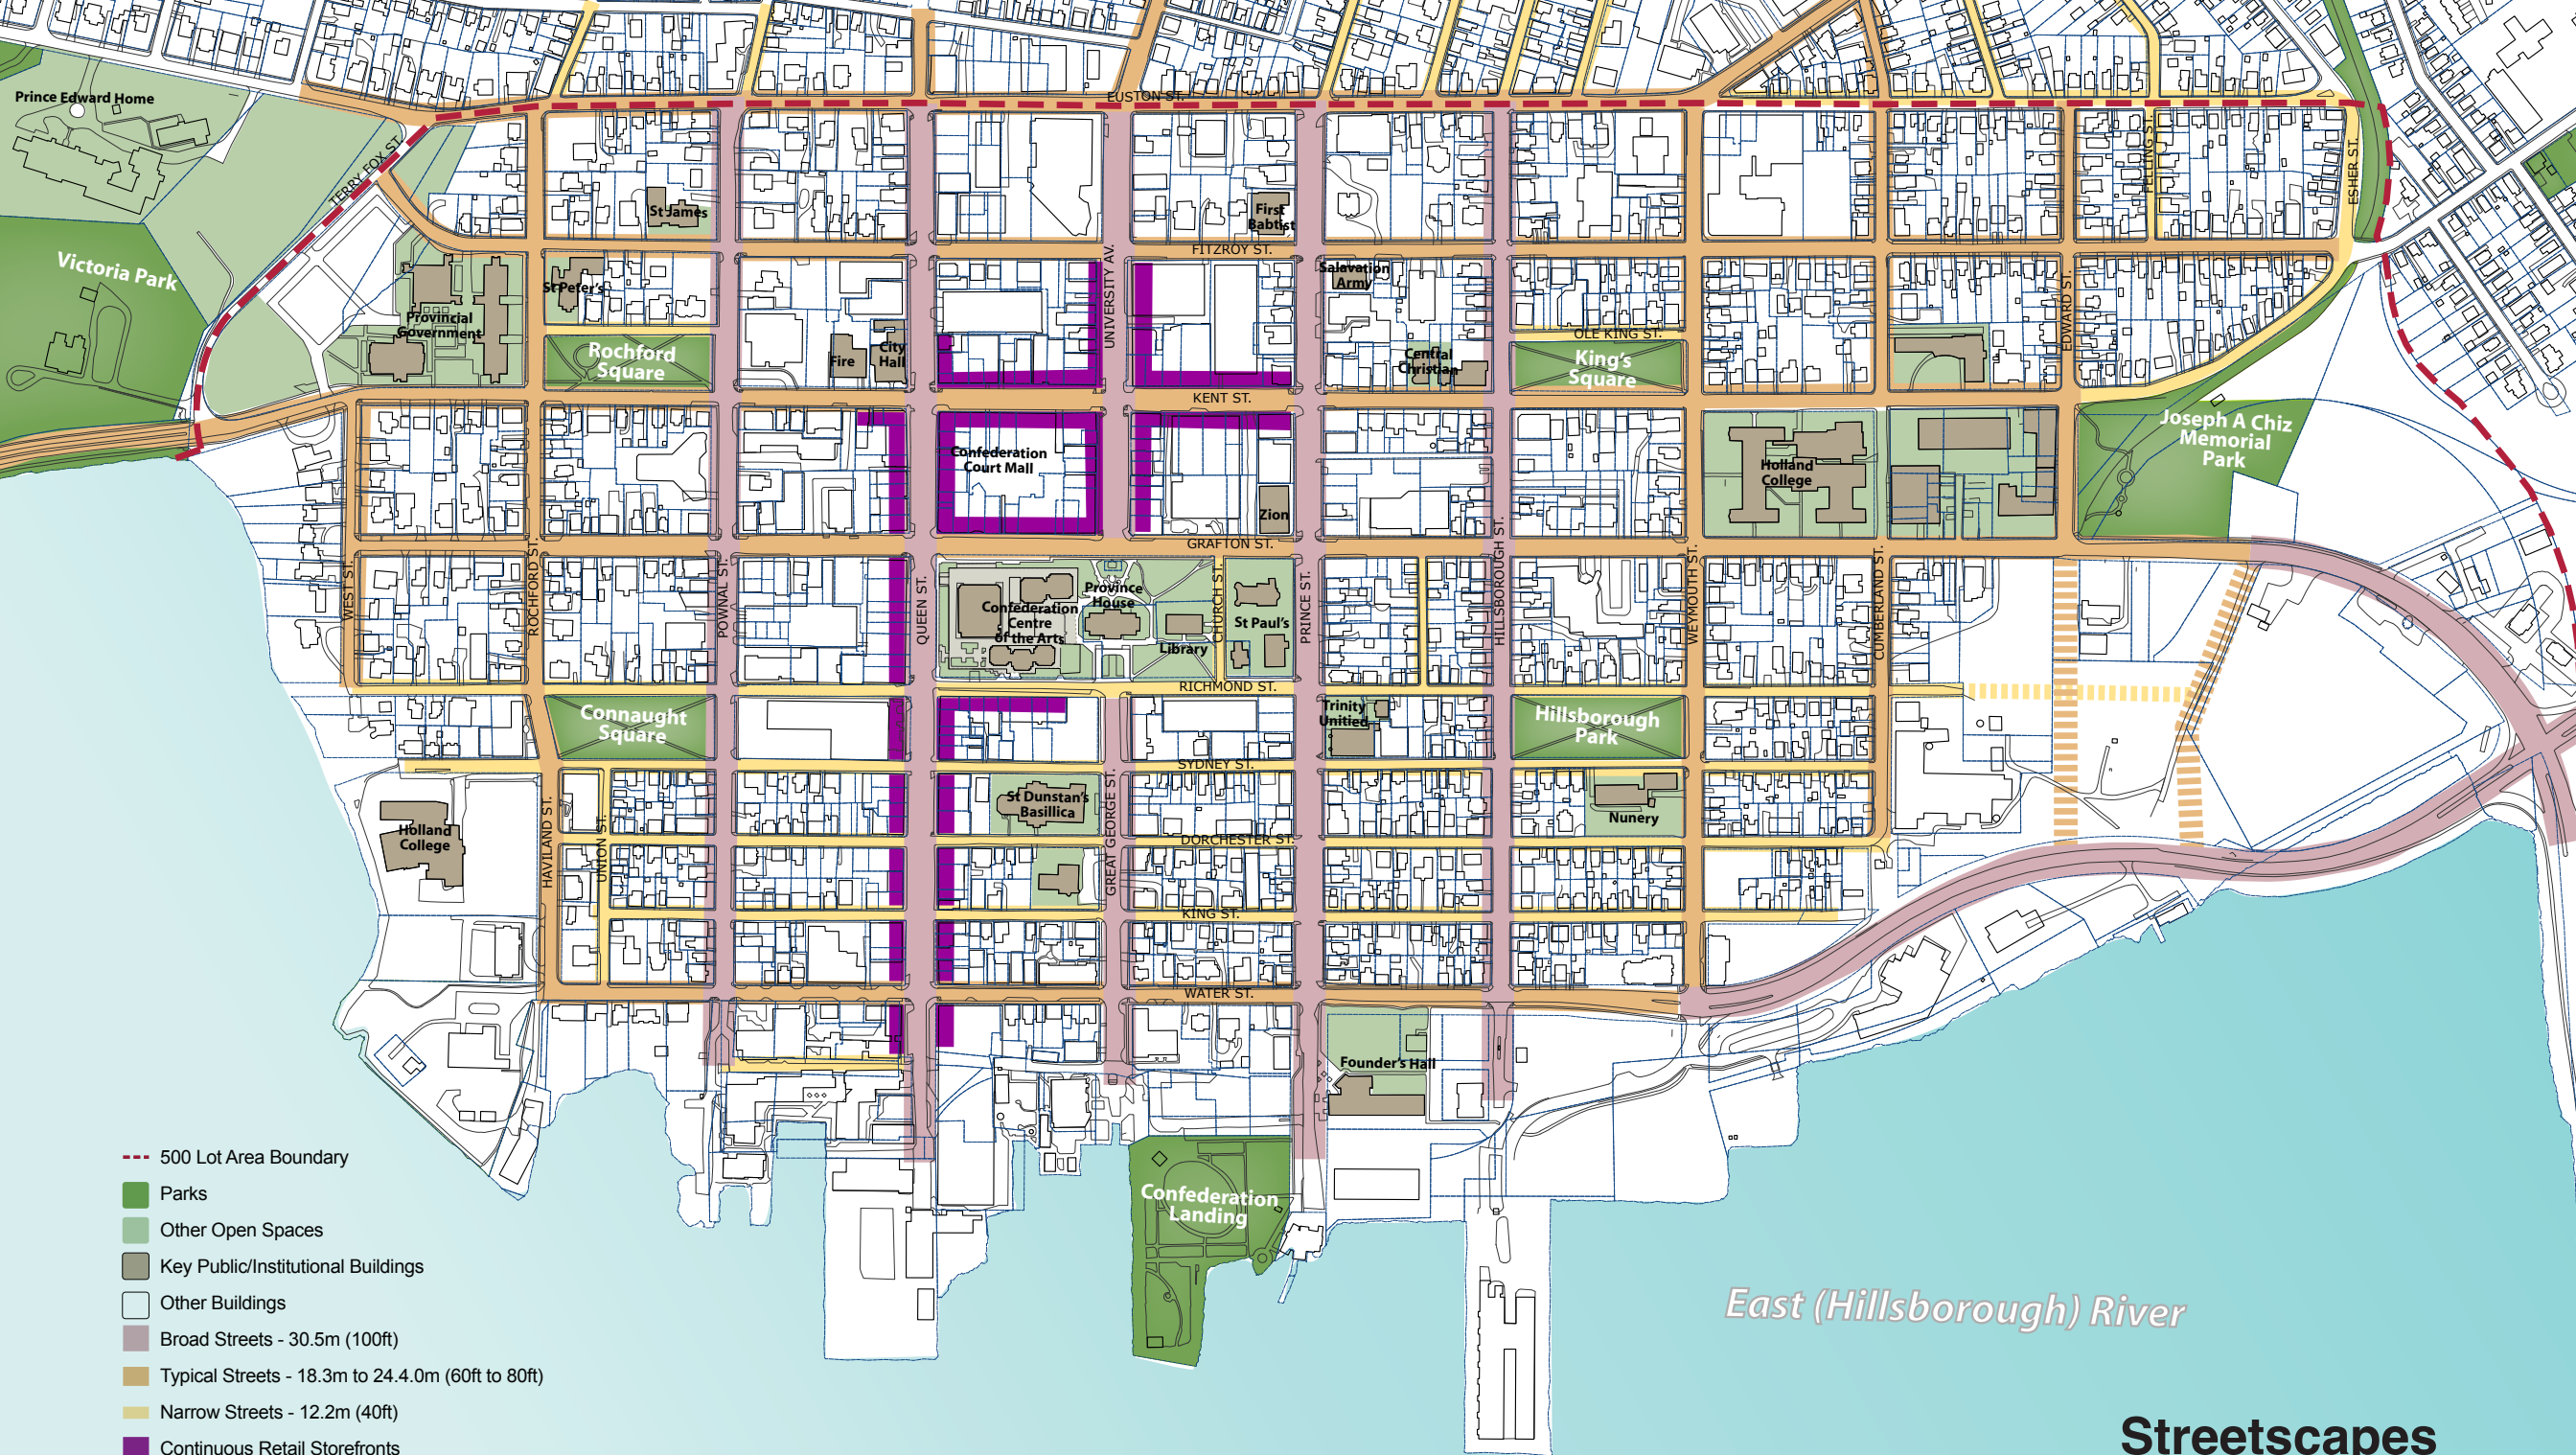 Prince Edward Home
EUSTON ST.
TERRY FOX ST.
FELLING ST.
ESHER ST.
St James
First
Babtist
FITZROY ST.
Victoria Park
St Peter's
Provincial
Government
Rochford
Square
Fire
City
Hall
UNIVERSITY AV.
Salavation
Army
Central
Christian
OLE KING ST.
King's
Square
EDWARD ST.
KENT ST.
Joseph A Chiz
Memorial
Park
Confederation
Court Mall
Zion
Holland
College
GRAFTON ST.
WEST ST.
ROCHFORD ST.
POWNAL ST.
QUEEN ST.
Confederation
Centre
of the Arts
Province
House
Library
CHURCH ST.
St Paul's
PRINCE ST.
HILLSBOROUGH ST.
WEYMOUTH ST.
CUMBERLAND ST.
RICHMOND ST.
Connaught
Square
Trinity
Unitied
Hillsborough
Park
SYDNEY ST.
Holland
College
HAVILAND ST.
UNION ST.
St Dunstan's
Basillica
GREAT GEORGE ST.
Nunery
DORCHESTER ST.
KING ST.
WATER ST.
Founder's Hall
Confederation
Landing
East (Hillsborough) River
500 Lot Area Boundary
Parks
Other Open Spaces
Key Public/Institutional Buildings
Other Buildings
Broad Streets - 30.5m (100ft)
Typical Streets - 18.3m to 24.4.0m (60ft to 80ft)
Narrow Streets - 12.2m (40ft)
Continuous Retail Storefronts
Streetscapes